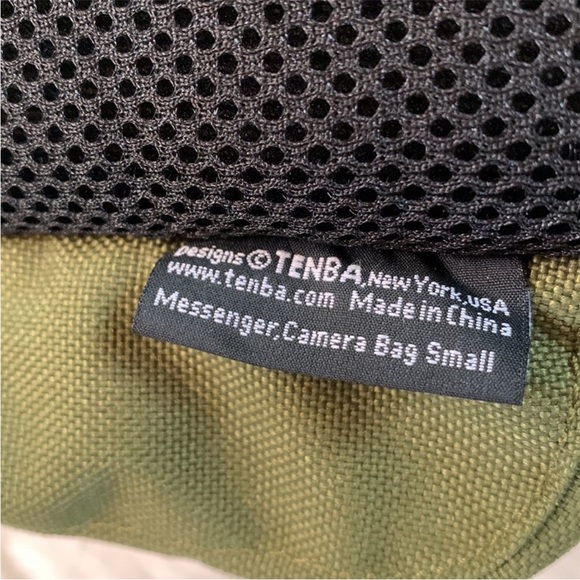 Designs © TENBA, New York, USA
www.tenba.com Made in China
Messenger, Camera Bag Small